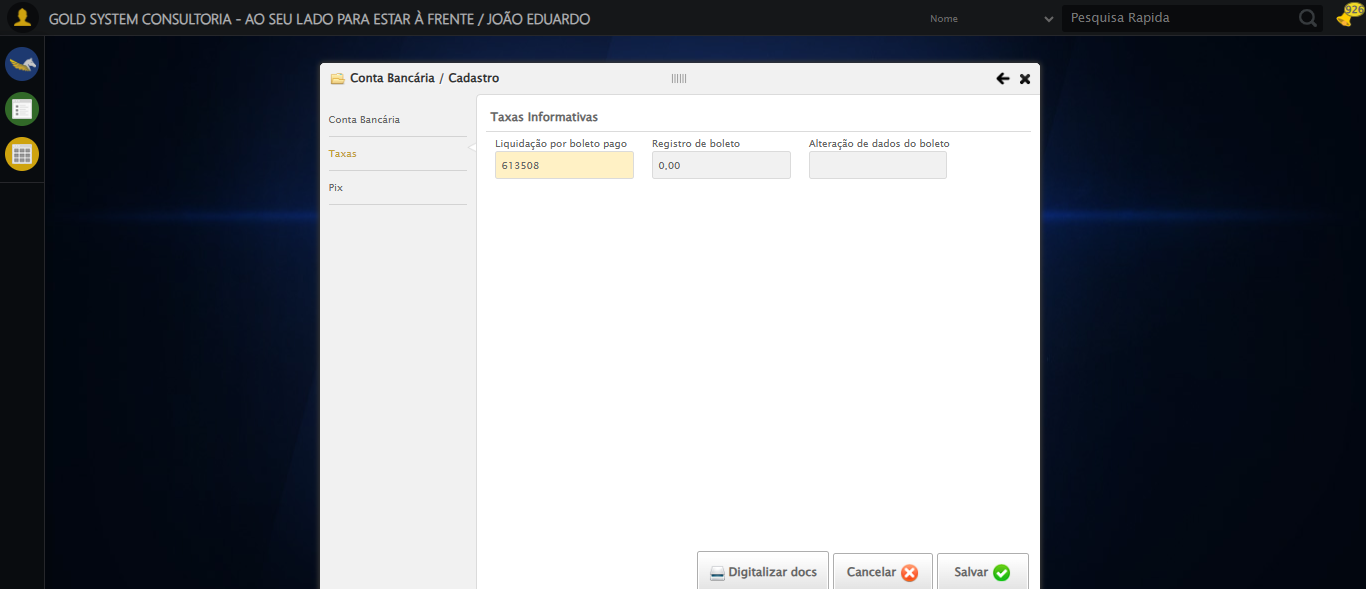 GOLD SYSTEM CONSULTORIA - AO SEU LADO PARA ESTAR À FRENTE / JOÃO EDUARDO
Nome
Pesquisa Rapida
926
Conta Bancária / Cadastro
Conta Bancária
Taxas
Pix
Taxas Informativas
Liquidação por boleto pago
Registro de boleto
Alteração de dados do boleto
613508
0,00
Digitalizar docs
Cancelar
Salvar